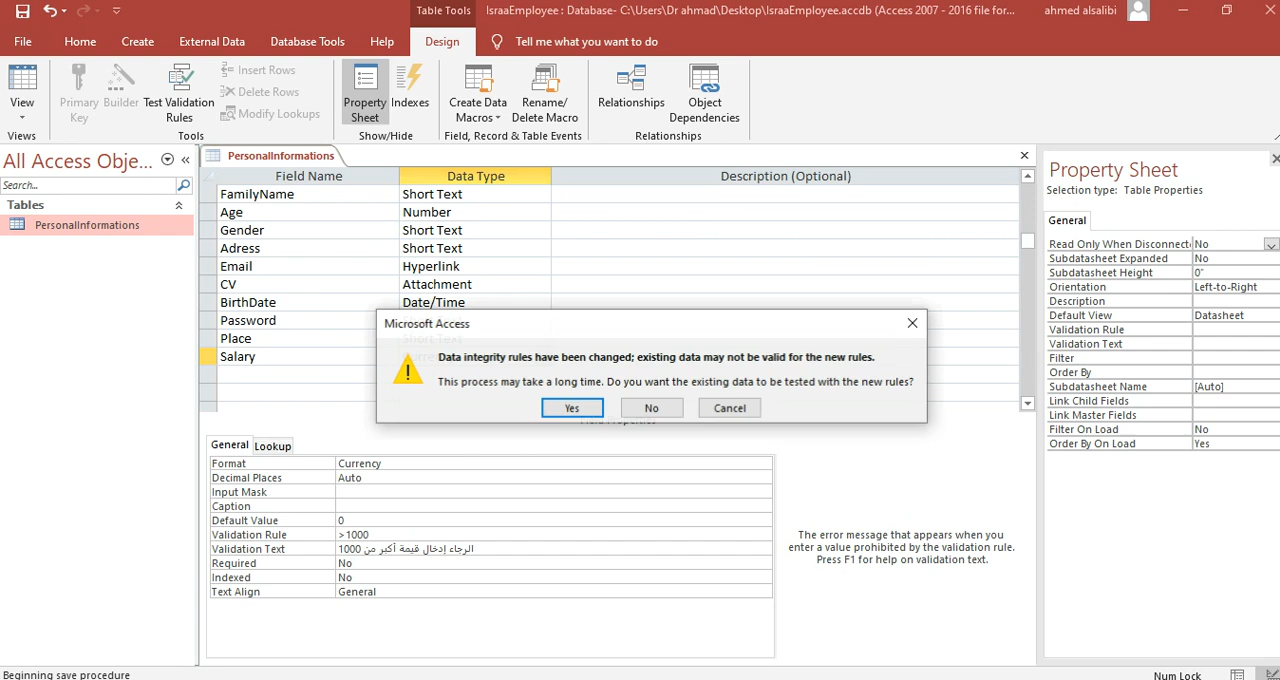 Table Tools
IsraaEmployee : Database- C:\Users\Dr ahmad\Desktop\IsraaEmployee.accdb (Access 2007 - 2016 file for...
ahmed alsalibi
File Home Create External Data Database Tools Help Design Tell me what you want to do
View
Views
Primary Key
Builder
Test Validation Rules
Insert Rows
Delete Rows
Modify Lookups
Tools
Property Sheet
Indexes
Show/Hide
Create Data Macros
Rename/ Delete Macro
Field, Record & Table Events
Relationships
Object Dependencies
Relationships
All Access Obje... «
Search...
Tables
PersonalInformations
PersonalInformations
Field Name Data Type Description (Optional)
FamilyName Short Text
Age Number
Gender Short Text
Adress Short Text
Email Hyperlink
CV Attachment
BirthDate Date/Time
Password
Place
Salary
Microsoft Access
Data integrity rules have been changed; existing data may not be valid for the new rules.
This process may take a long time. Do you want the existing data to be tested with the new rules?
Yes No Cancel
General Lookup
Format Currency
Decimal Places Auto
Input Mask
Caption
Default Value 0
Validation Rule >1000
Validation Text الرجاء إدخال قيمة أكبر من 1000
Required No
Indexed No
Text Align General
The error message that appears when you
enter a value prohibited by the validation rule.
Press F1 for help on validation text.
Property Sheet
Selection type: Table Properties
General
Read Only When Disconnecte No
Subdatasheet Expanded No
Subdatasheet Height 0"
Orientation Left-to-Right
Description
Default View Datasheet
Validation Rule
Validation Text
Filter
Order By
Subdatasheet Name [Auto]
Link Child Fields
Link Master Fields
Filter On Load No
Order By On Load Yes
Beginning save procedure
Num Lock